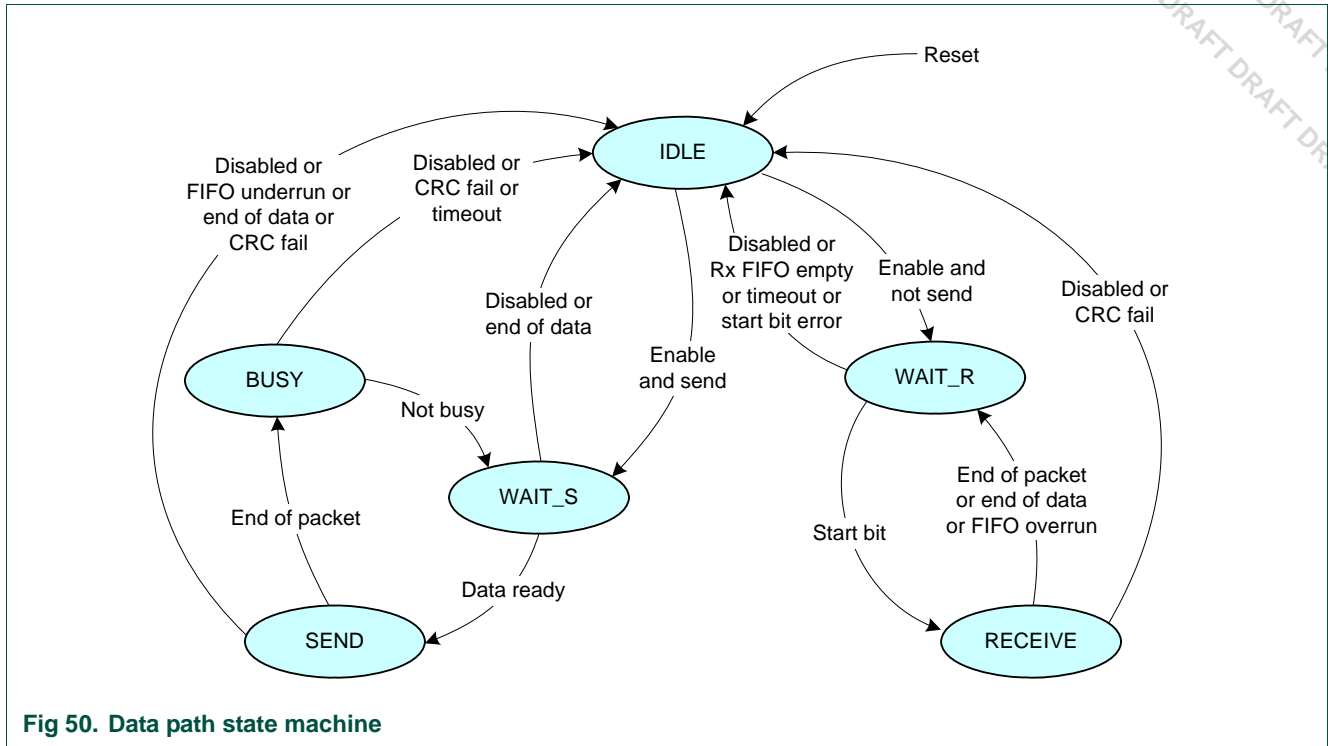 DRAFT DRAFT DRA
DRAFT
Reset
IDLE
Disabled or
FIFO underrun or
end of data or
CRC fail
Disabled or
CRC fail or
timeout
Disabled or
end of data
Enable
and send
Disabled or
Rx FIFO empty
or timeout or
start bit error
Enable and
not send
Disabled or
CRC fail
BUSY
Not busy
WAIT_R
WAIT_S
End of packet
Data ready
Start bit
End of packet
or end of data
or FIFO overrun
SEND
RECEIVE
Fig 50. Data path state machine